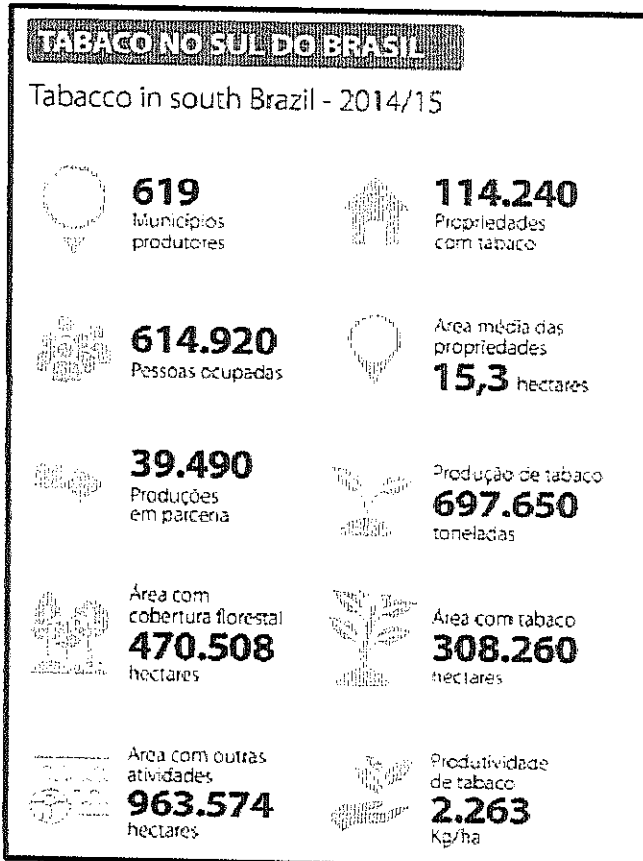 TABACO NO SUL DO BRASIL
Tabacco in south Brazil - 2014/15
619
Municípios
produtores
114.240
Propriedades
com tabaco
614.920
Pessoas ocupadas
Área média das
propriedades
15,3 hectares
39.490
Produções
em parceria
Produção de tabaco
697.650
toneladas
Área com
cobertura florestal
470.508
hectares
Área com tabaco
308.260
hectares
Área com outras
atividades
963.574
hectares
Produtividade
de tabaco
2.263
Kg/ha